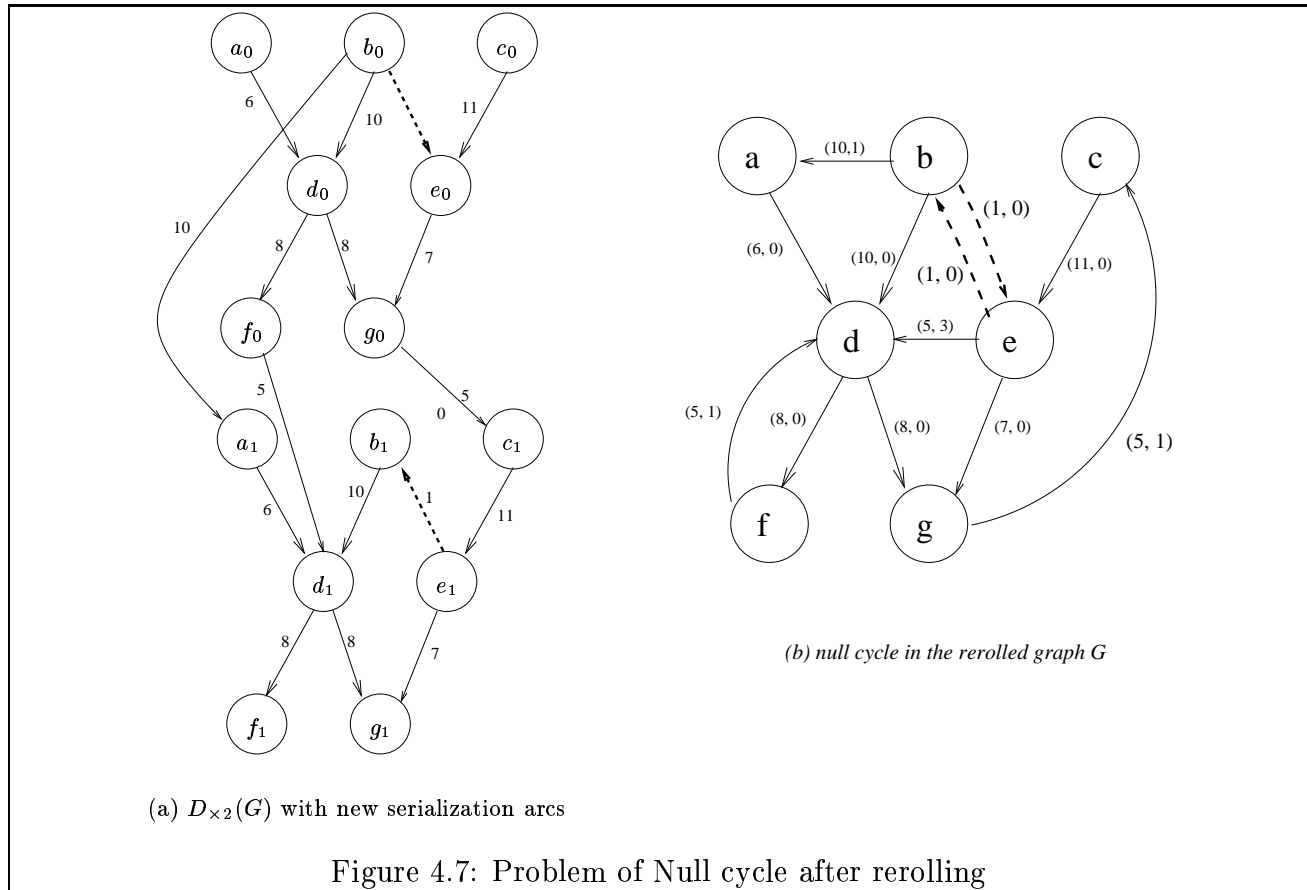 a0 b0 c0
6 10 11
d0 e0
10 8 8 7
f0 g0
5 5
0
a1 b1 c1
6 10 1 11
d1 e1
8 8 7
f1 g1
(a) D×2(G) with new serialization arcs
a b c
(10,1)
(1, 0)
(6, 0) (10, 0) (1, 0) (11, 0)
d e
(5, 3)
(5, 1) (8, 0) (8, 0) (7, 0) (5, 1)
f g
(b) null cycle in the rerolled graph G
Figure 4.7: Problem of Null cycle after rerolling